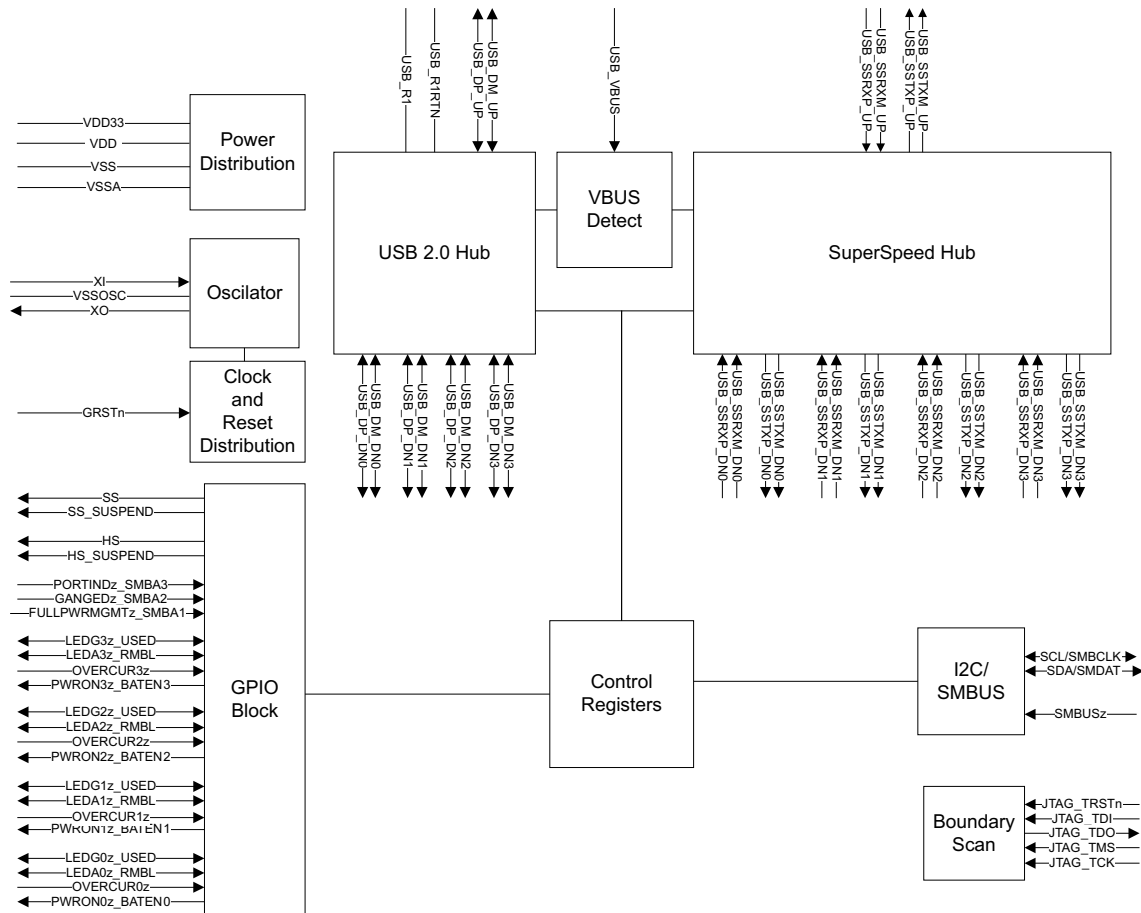 USB_R1
USB_R1RTN
USB_DP_UP
USB_DM_UP
USB_VBUS
USB_SSRXP_UP
USB_SSRXM_UP
USB_SSTXP_UP
USB_SSTXM_UP
VDD33
VDD
VSS
VSSA
Power
Distribution
USB 2.0 Hub
VBUS
Detect
SuperSpeed Hub
XI
VSSOSC
XO
Oscilator
GRSTn
Clock
and
Reset
Distribution
USB_DP_DN0
USB_DM_DN0
USB_DP_DN1
USB_DM_DN1
USB_DP_DN2
USB_DM_DN2
USB_DP_DN3
USB_DM_DN3
USB_SSRXP_DN0
USB_SSRXM_DN0
USB_SSTXP_DN0
USB_SSTXM_DN0
USB_SSRXP_DN1
USB_SSRXM_DN1
USB_SSTXP_DN1
USB_SSTXM_DN1
USB_SSRXP_DN2
USB_SSRXM_DN2
USB_SSTXP_DN2
USB_SSTXM_DN2
USB_SSRXP_DN3
USB_SSRXM_DN3
USB_SSTXP_DN3
USB_SSTXM_DN3
SS
SS_SUSPEND
HS
HS_SUSPEND
PORTINDz_SMBA3
GANGEDz_SMBA2
FULLPWRMGMTz_SMBA1
LEDG3z_USED
LEDA3z_RMBL
OVERCUR3z
PWRON3z_BATEN3
LEDG2z_USED
LEDA2z_RMBL
OVERCUR2z
PWRON2z_BATEN2
LEDG1z_USED
LEDA1z_RMBL
OVERCUR1z
PWRON1z_BATEN1
LEDG0z_USED
LEDA0z_RMBL
OVERCUR0z
PWRON0z_BATEN0
GPIO
Block
Control
Registers
I2C/
SMBUS
SCL/SMBCLK
SDA/SMDAT
SMBUSz
Boundary
Scan
JTAG_TRSTn
JTAG_TDI
JTAG_TDO
JTAG_TMS
JTAG_TCK